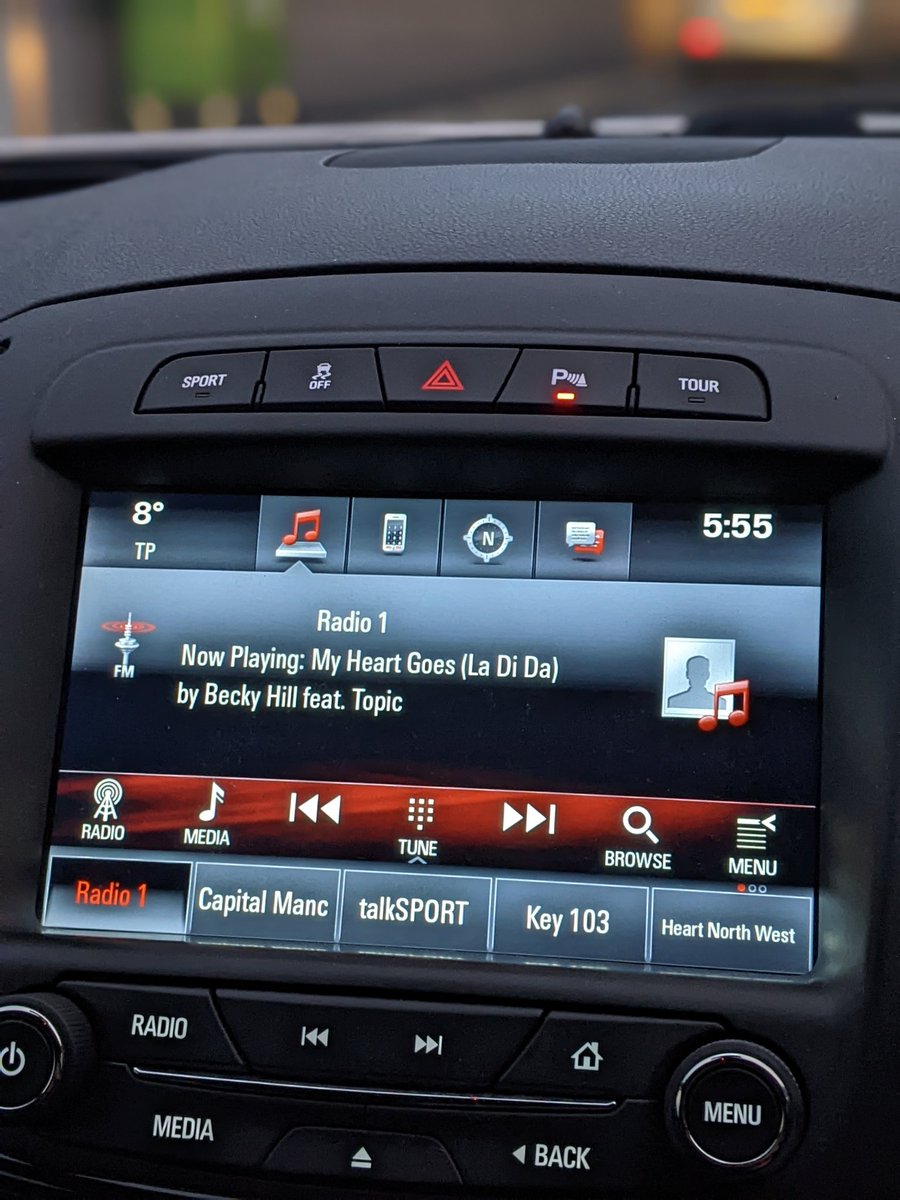 SPORT
OFF
P
TOUR
8°
TP
N
5:55
FM
Radio 1
Now Playing: My Heart Goes (La Di Da)
by Becky Hill feat. Topic
RADIO
MEDIA
TUNE
BROWSE
MENU
Radio 1
Capital Manc
talkSPORT
Key 103
Heart North West
RADIO
MEDIA
BACK
MENU